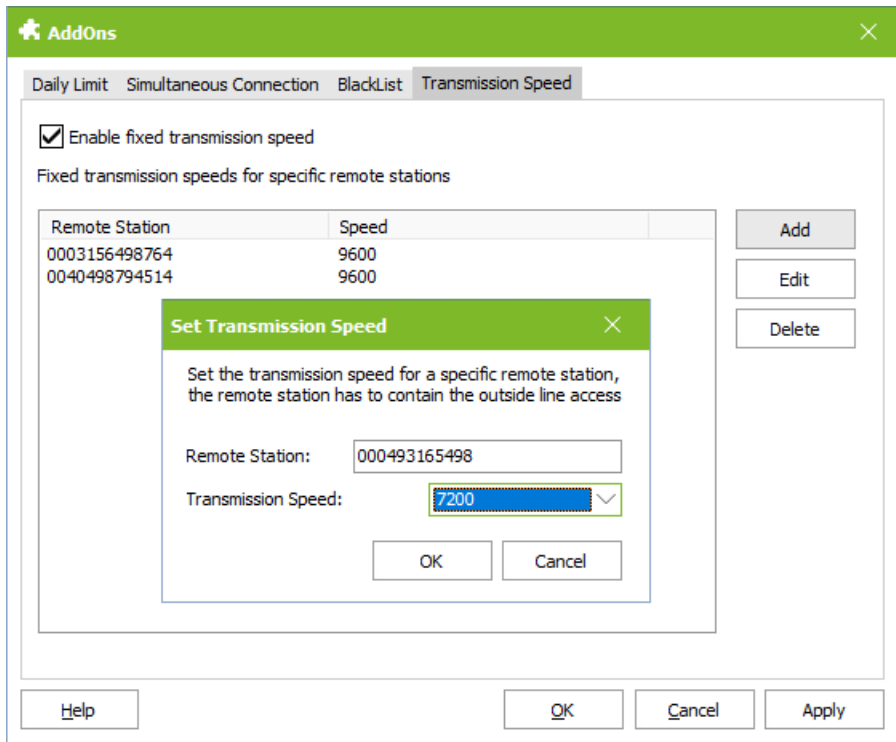 AddOns
Daily Limit Simultaneous Connection BlackList Transmission Speed
Enable fixed transmission speed
Fixed transmission speeds for specific remote stations
Remote Station Speed
Add
0003156498764 9600
0040498794514 9600
Edit
Delete
Set Transmission Speed
Set the transmission speed for a specific remote station,
the remote station has to contain the outside line access
Remote Station: 000493165498
Transmission Speed: 7200
OK Cancel
Help OK Cancel Apply